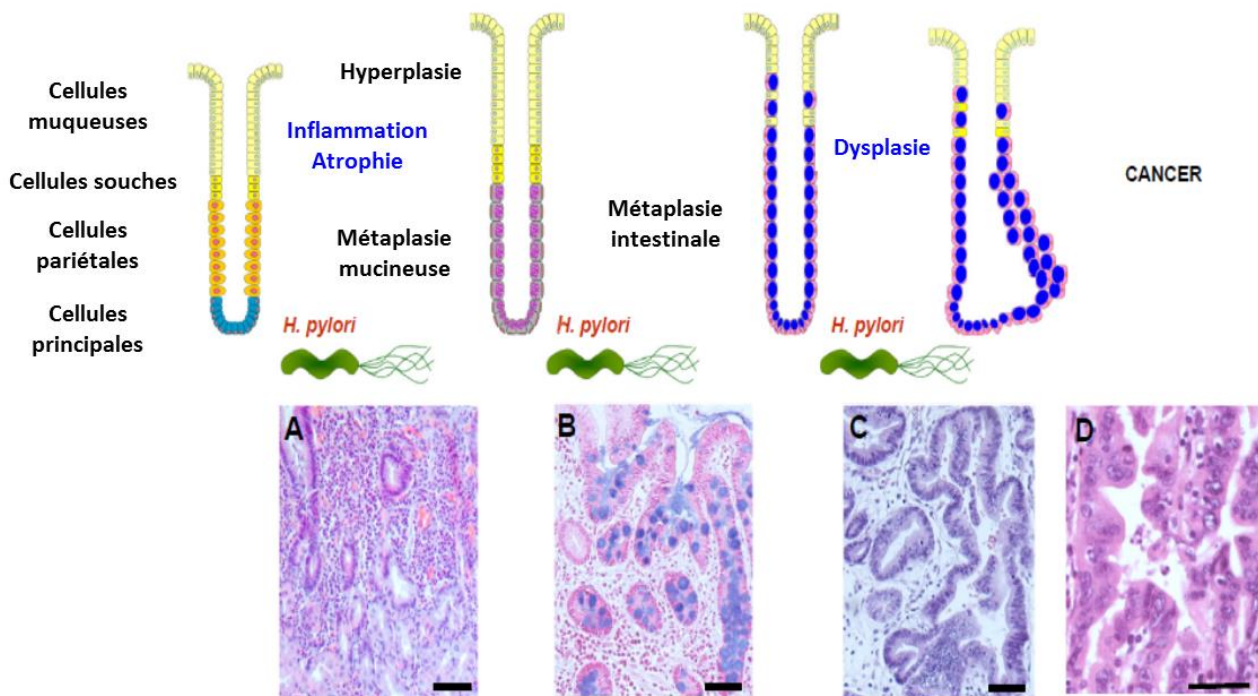 Cellules
muqueuses
Cellules souches
Cellules
pariétales
Cellules
principales
Hyperplasie
Inflammation
Atrophie
Métaplasie
mucineuse
H. pylori
Métaplasie
intestinale
H. pylori
Dysplasie
H. pylori
CANCER
A
B
C
D